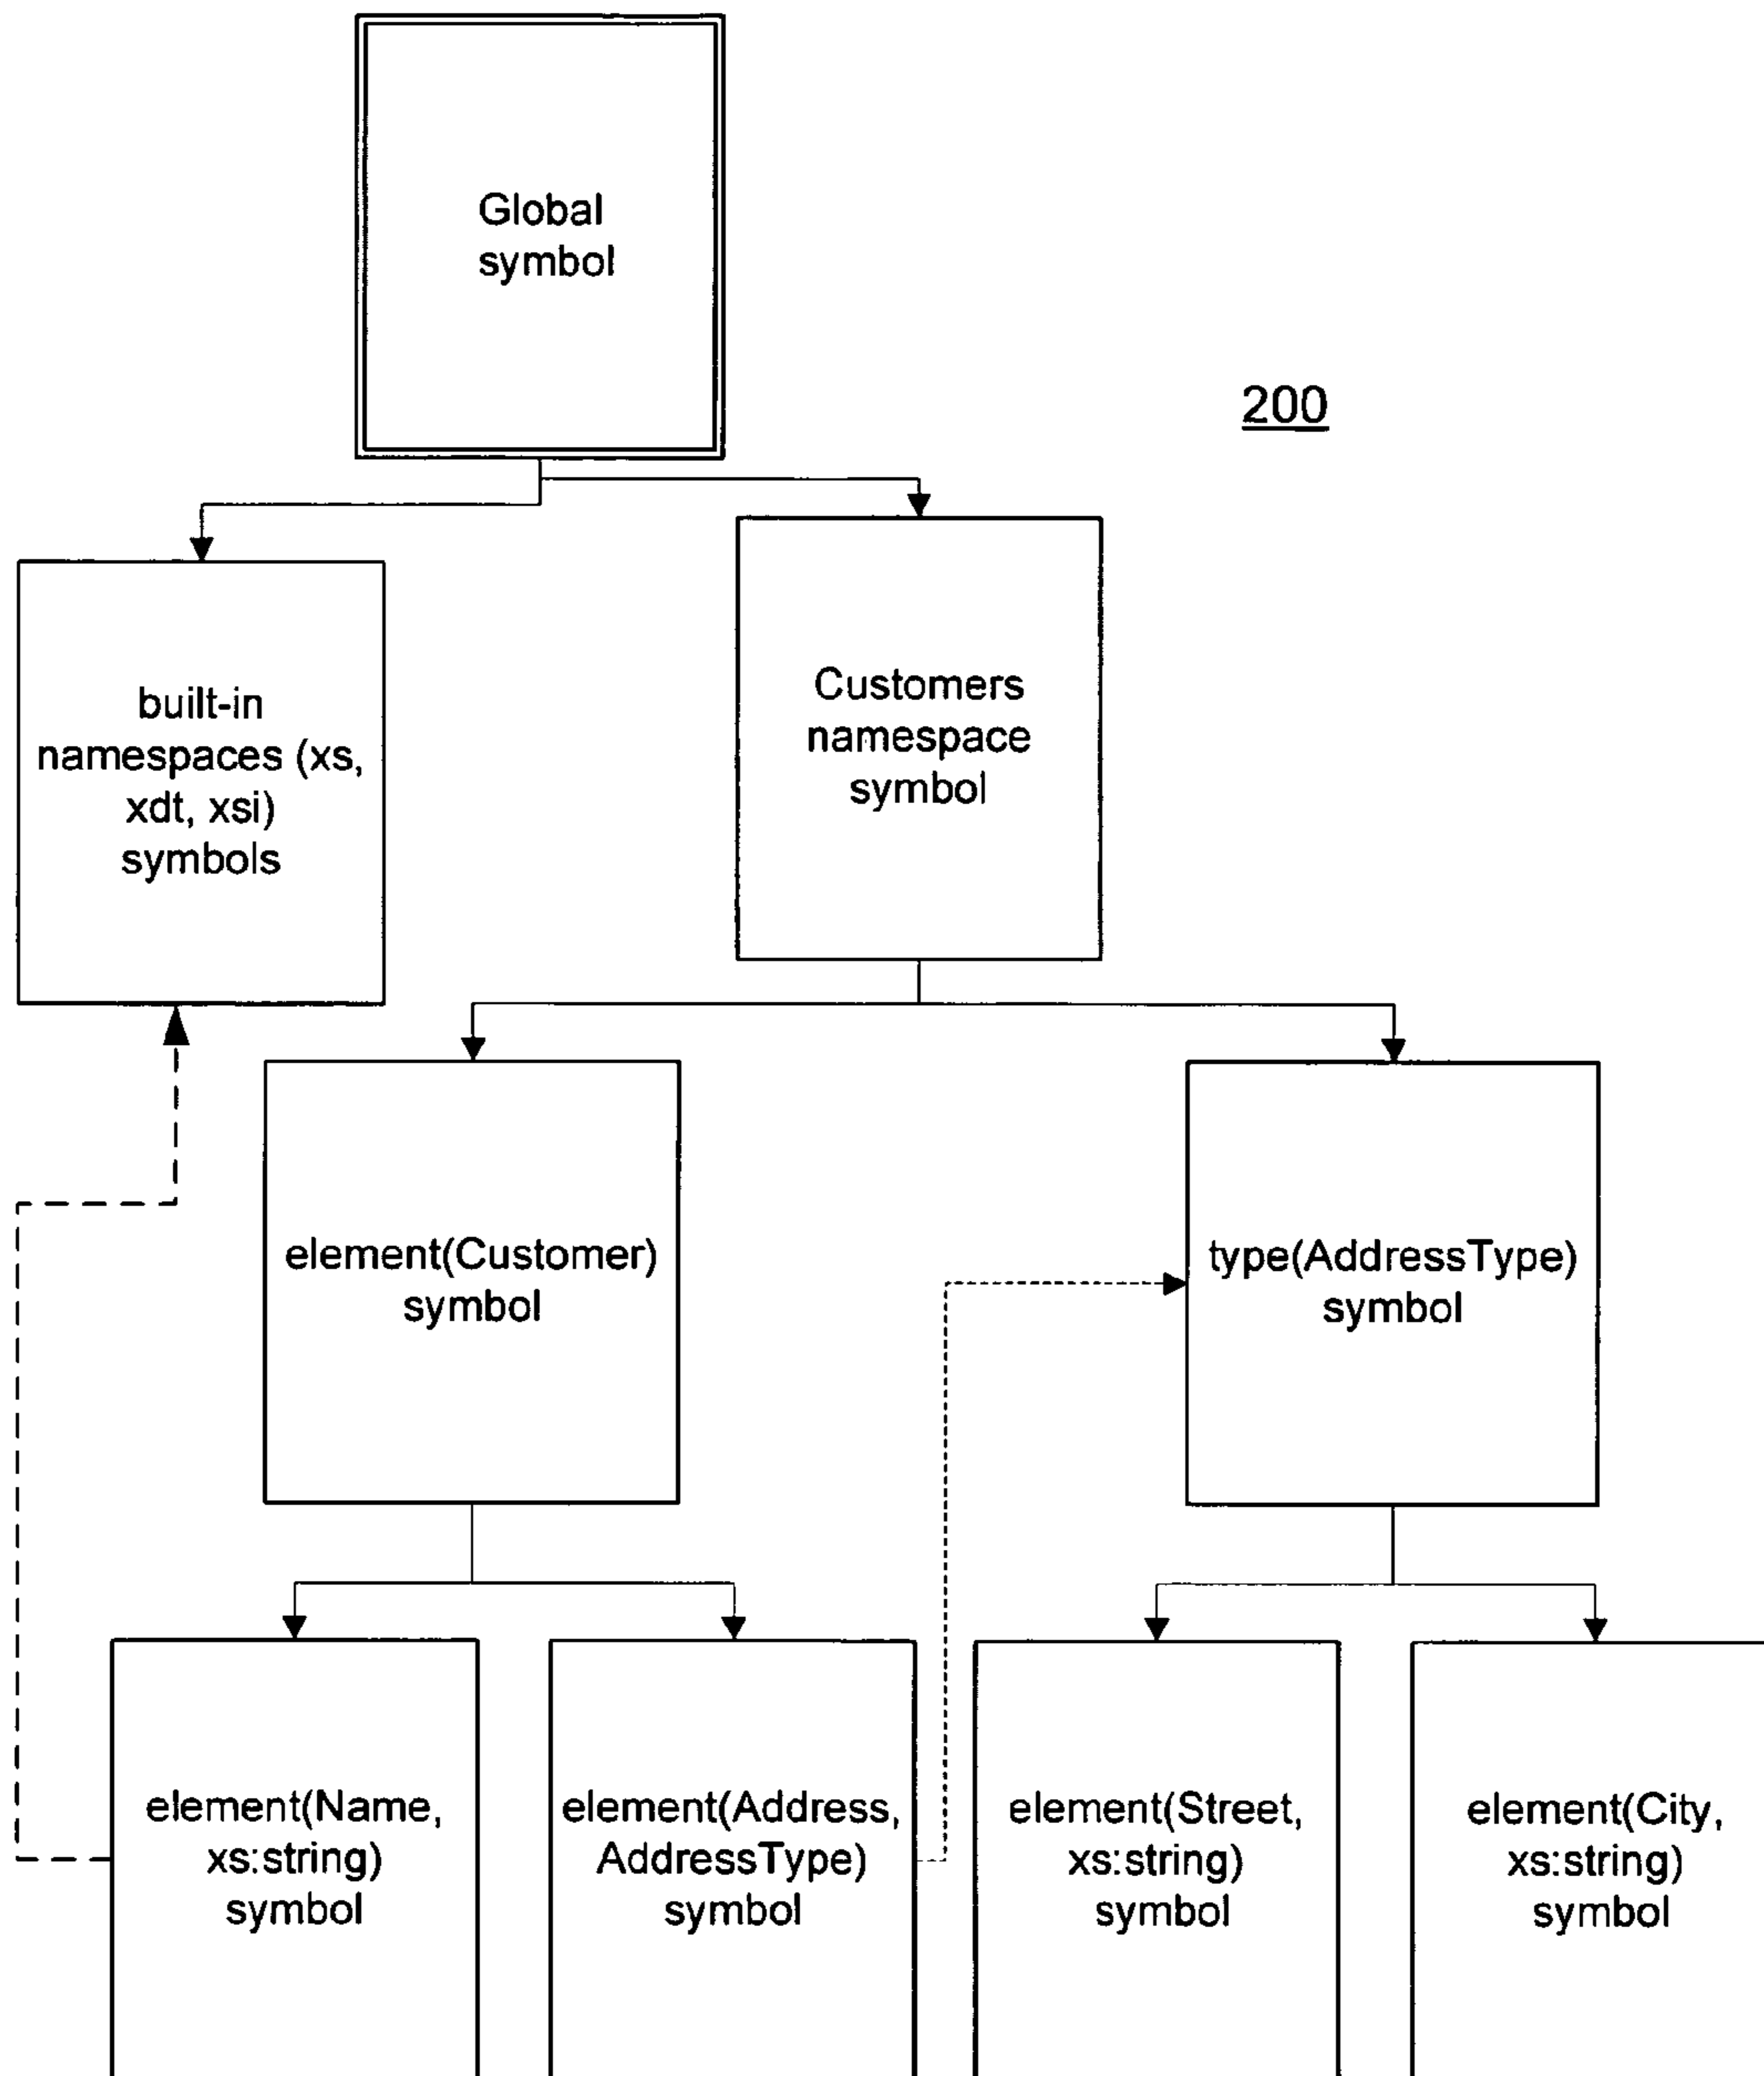 Global
symbol
200
built-in
namespaces (xs,
xdt, xsi)
symbols
Customers
namespace
symbol
element(Customer)
symbol
type(AddressType)
symbol
element(Name,
xs:string)
symbol
element(Address,
AddressType)
symbol
element(Street,
xs:string)
symbol
element(City,
xs:string)
symbol